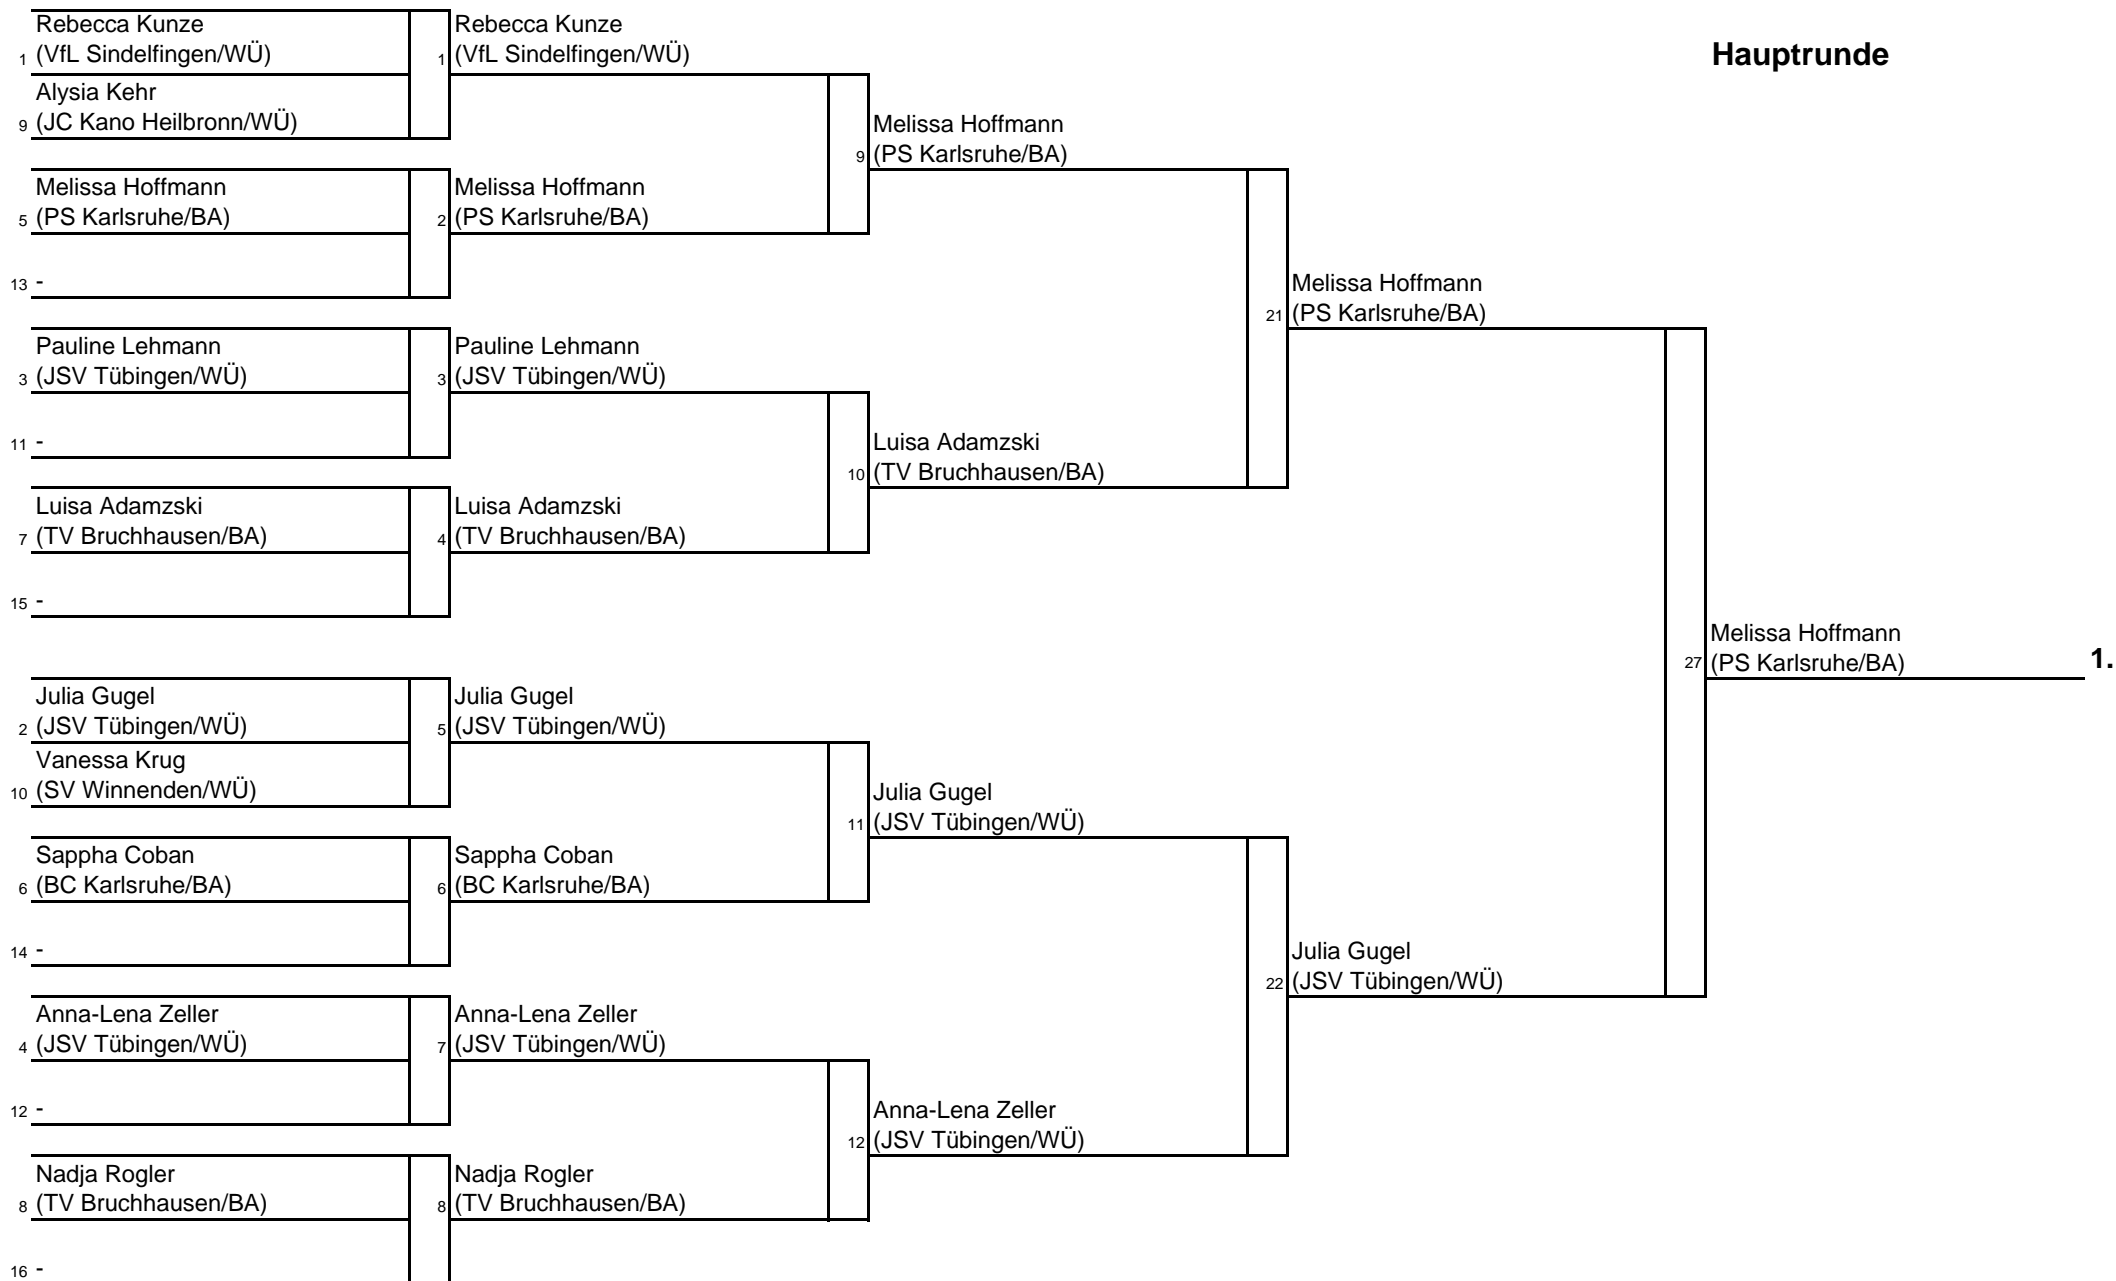 Hauptrunde
Rebecca Kunze
1 (VfL Sindelfingen/WÜ)
Alysia Kehr
9 (JC Kano Heilbronn/WÜ)
Melissa Hoffmann
5 (PS Karlsruhe/BA)
13 -
Pauline Lehmann
3 (JSV Tübingen/WÜ)
11 -
Luisa Adamzski
7 (TV Bruchhausen/BA)
15 -
Julia Gugel
2 (JSV Tübingen/WÜ)
Vanessa Krug
10 (SV Winnenden/WÜ)
Sappha Coban
6 (BC Karlsruhe/BA)
14 -
Anna-Lena Zeller
4 (JSV Tübingen/WÜ)
12 -
Nadja Rogler
8 (TV Bruchhausen/BA)
16 -
Rebecca Kunze
1 (VfL Sindelfingen/WÜ)
Melissa Hoffmann
2 (PS Karlsruhe/BA)
Pauline Lehmann
3 (JSV Tübingen/WÜ)
Luisa Adamzski
4 (TV Bruchhausen/BA)
Julia Gugel
5 (JSV Tübingen/WÜ)
Sappha Coban
6 (BC Karlsruhe/BA)
Anna-Lena Zeller
7 (JSV Tübingen/WÜ)
Nadja Rogler
8 (TV Bruchhausen/BA)
Melissa Hoffmann
9 (PS Karlsruhe/BA)
Luisa Adamzski
10 (TV Bruchhausen/BA)
Julia Gugel
11 (JSV Tübingen/WÜ)
Anna-Lena Zeller
12 (JSV Tübingen/WÜ)
Melissa Hoffmann
21 (PS Karlsruhe/BA)
Julia Gugel
22 (JSV Tübingen/WÜ)
Melissa Hoffmann
27 (PS Karlsruhe/BA) 1.